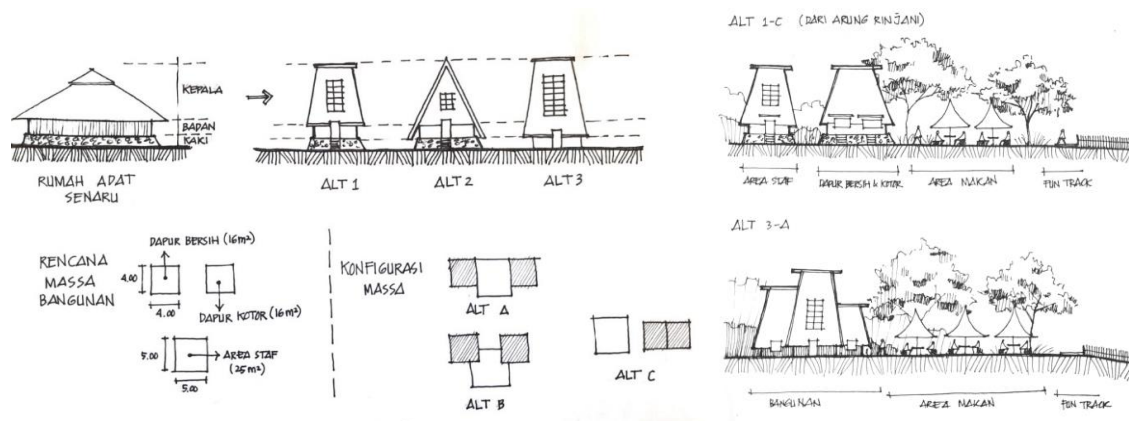 KEPALA
BADAN
KAKI
RUMAH ADAT
SENARU
ALT 1
ALT 2
ALT 3
RENCANA
MASSA
BANGUNAN
DAPUR BERSIH (16m²)
4.00
4.00
DAPUR KOTOR (16m²)
5.00
5.00
AREA STAF
(25m²)
KONFIGURASI
MASSA
ALT A
ALT B
ALT C
ALT 1-C (DARI ARUNG RINJANI)
AREA STAF
DAPUR BERSIH & KOTOR
AREA MAKAN
FUN TRACK
ALT 3-A
BANGUNAN
AREA MAKAN
FUN TRACK